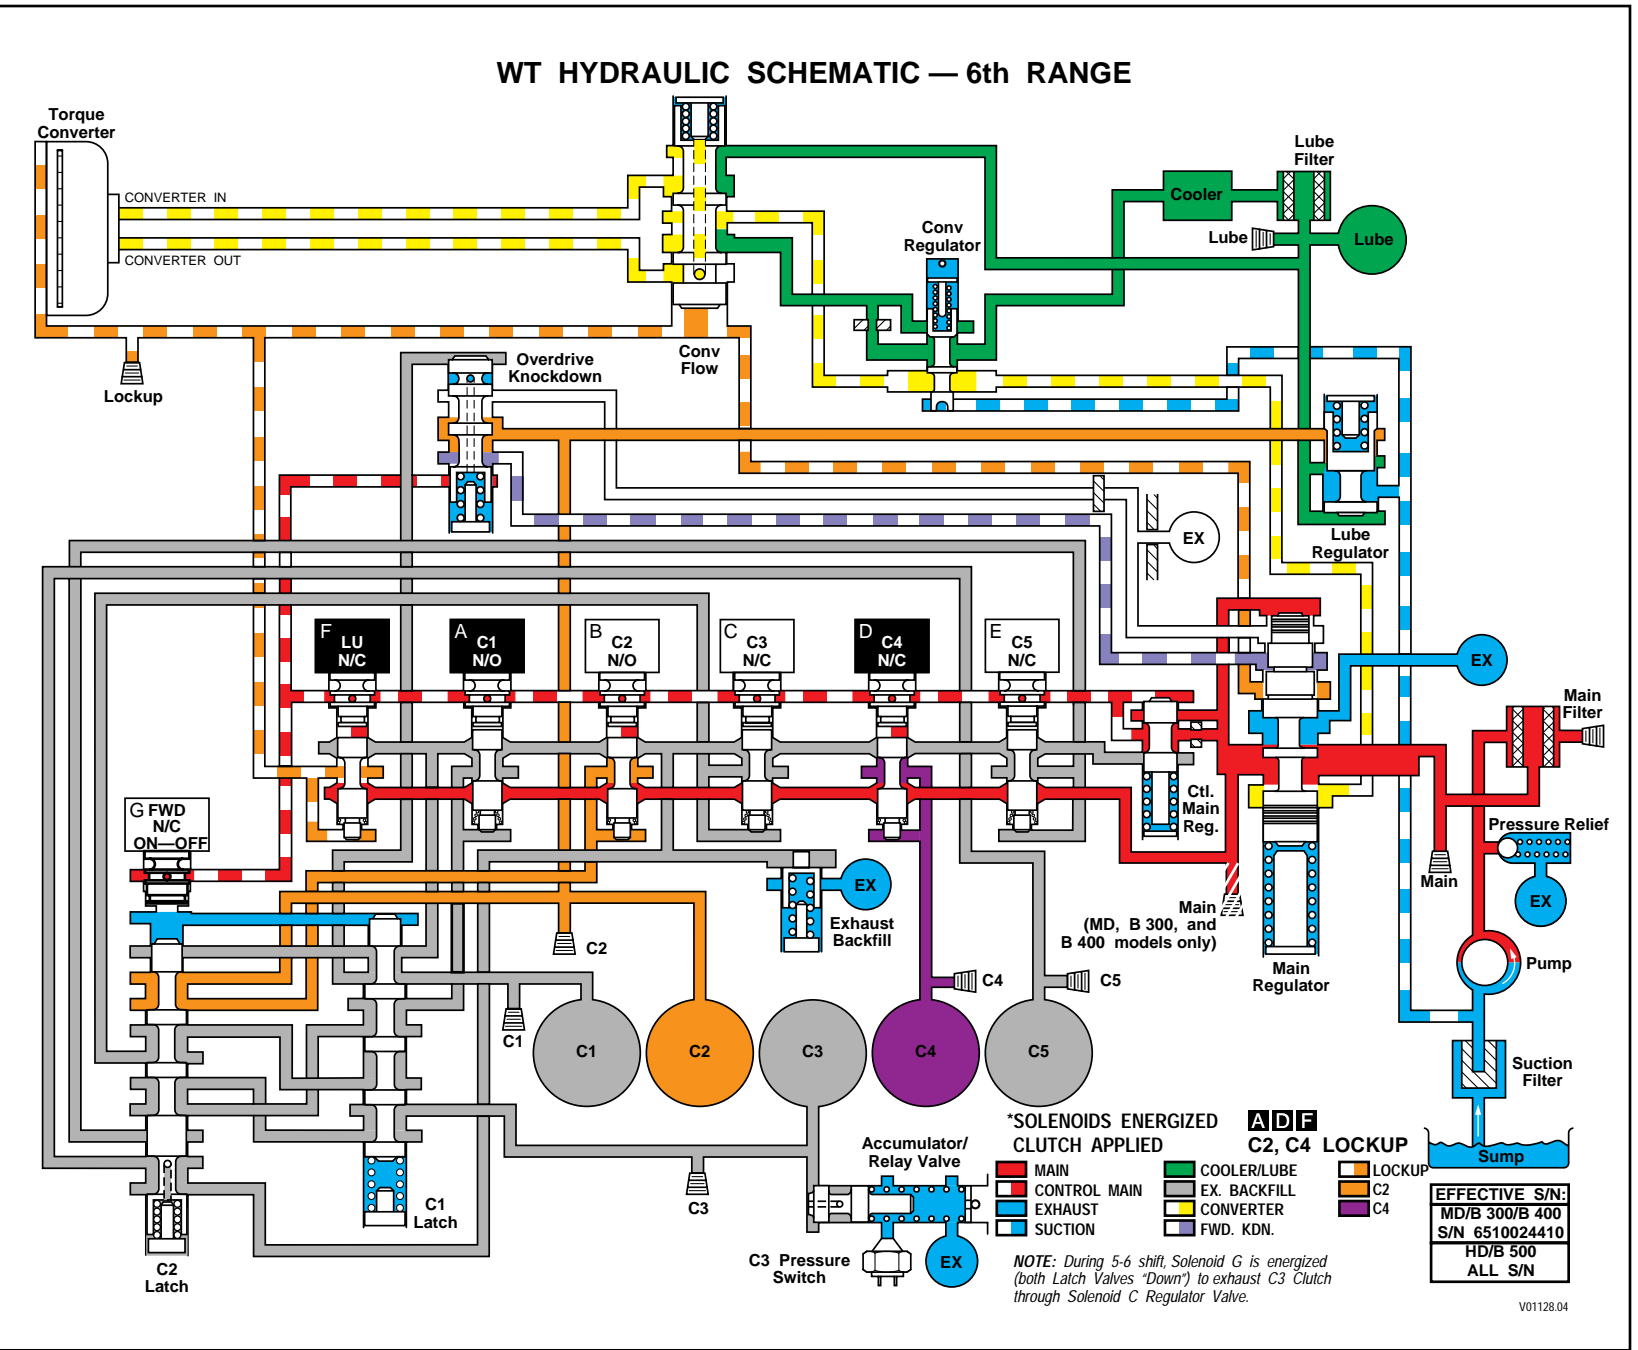 WT HYDRAULIC SCHEMATIC — 6th RANGE
Torque
Converter
CONVERTER IN
CONVERTER OUT
Lockup
Conv
Flow
Overdrive
Knockdown
Conv
Regulator
Cooler
Lube
Filter
Lube
Lube
Lube
Regulator
EX
EX
F
LU
N/C
A
C1
N/O
B
C2
N/O
C
C3
N/C
D
C4
N/C
E
C5
N/C
G FWD
N/C
ON—OFF
Ctl.
Main
Reg.
Main
Filter
Pressure Relief
EX
Main
Main
(MD, B 300, and
B 400 models only)
Main
Regulator
Pump
Suction
Filter
Sump
EX
Exhaust
Backfill
C2
C4
C5
C1
C1
C2
C3
C4
C5
C3
C1
Latch
C2
Latch
Accumulator/
Relay Valve
C3 Pressure
Switch
EX
*SOLENOIDS ENERGIZED A D F
CLUTCH APPLIED C2, C4 LOCKUP
MAIN
CONTROL MAIN
EXHAUST
SUCTION
COOLER/LUBE
EX. BACKFILL
CONVERTER
FWD. KDN.
LOCKUP
C2
C4
NOTE: During 5-6 shift, Solenoid G is energized
(both Latch Valves "Down") to exhaust C3 Clutch
through Solenoid C Regulator Valve.
EFFECTIVE S/N:
MD/B 300/B 400
S/N 6510024410
HD/B 500
ALL S/N
V01128.04